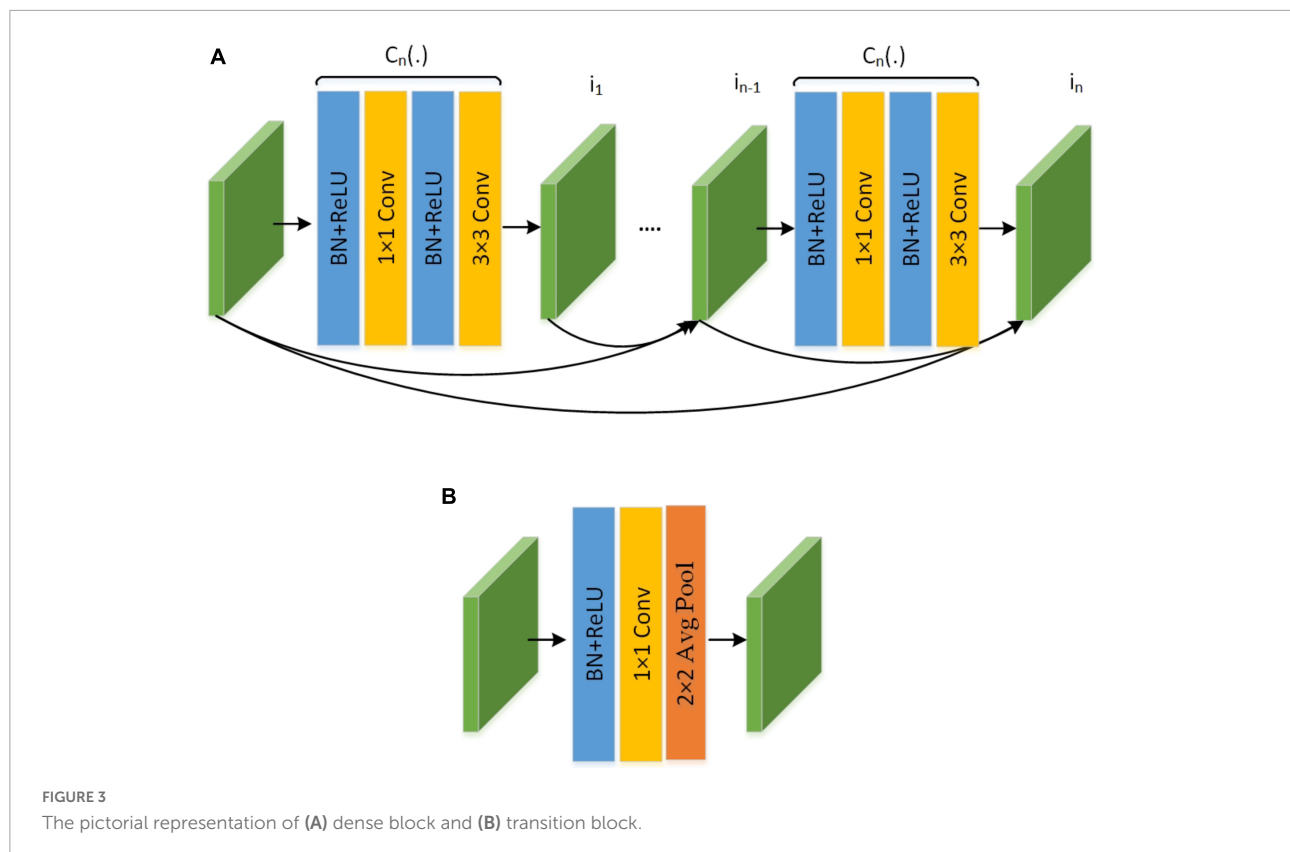 A
Cn(.)
Cn(.)
i1
in-1
in
BN+ReLU
1×1 Conv
BN+ReLU
3×3 Conv
....
BN+ReLU
1×1 Conv
BN+ReLU
3×3 Conv
B
BN+ReLU
1×1 Conv
2×2 Avg Pool
FIGURE 3
The pictorial representation of (A) dense block and (B) transition block.